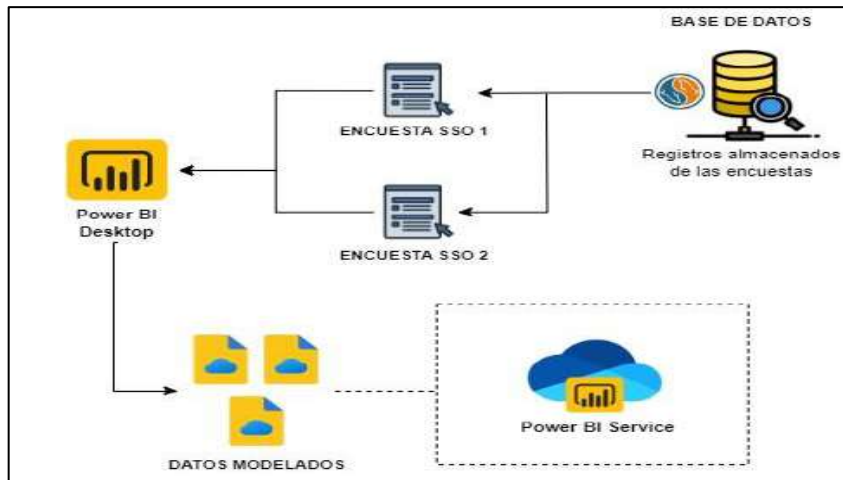 BASE DE DATOS
ENCUESTA SSO 1
Registros almacenados
de las encuestas
Power BI
Desktop
ENCUESTA SSO 2
Power BI Service
DATOS MODELADOS